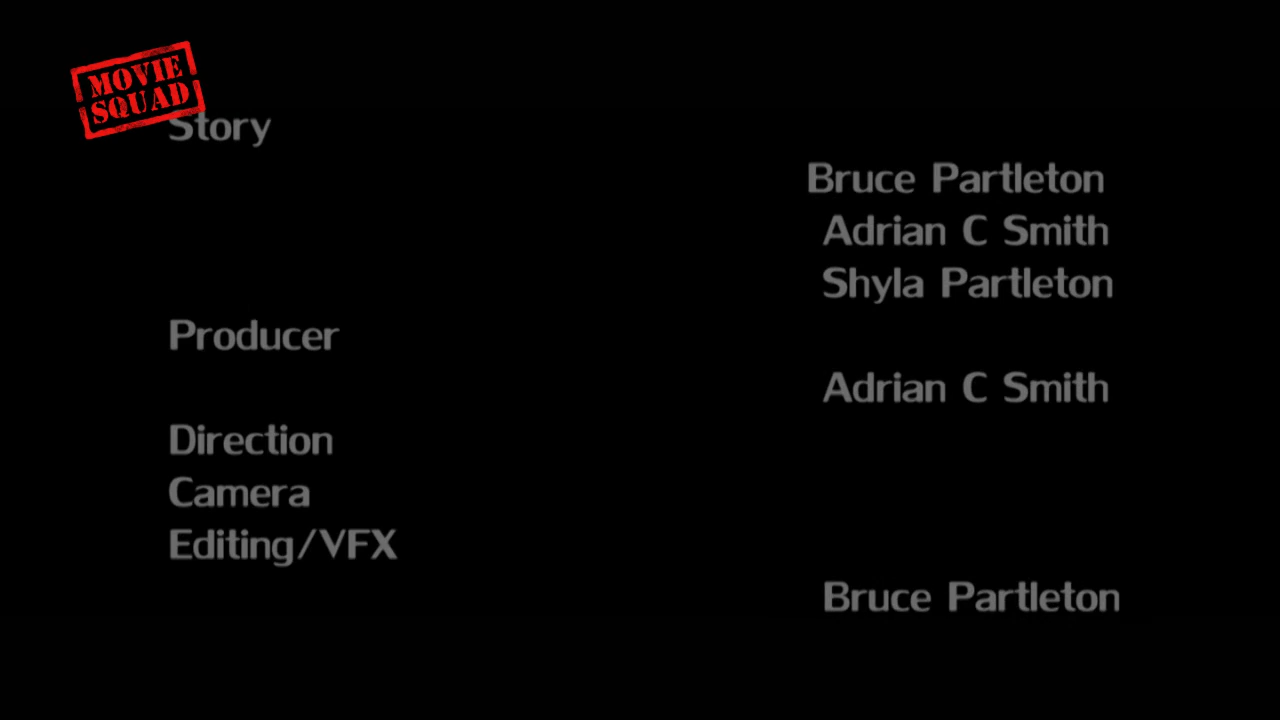 MOVIE
SQUAD
Story
Bruce Partleton
Adrian C Smith
Shyla Partleton
Producer
Adrian C Smith
Direction
Camera
Editing/VFX
Bruce Partleton